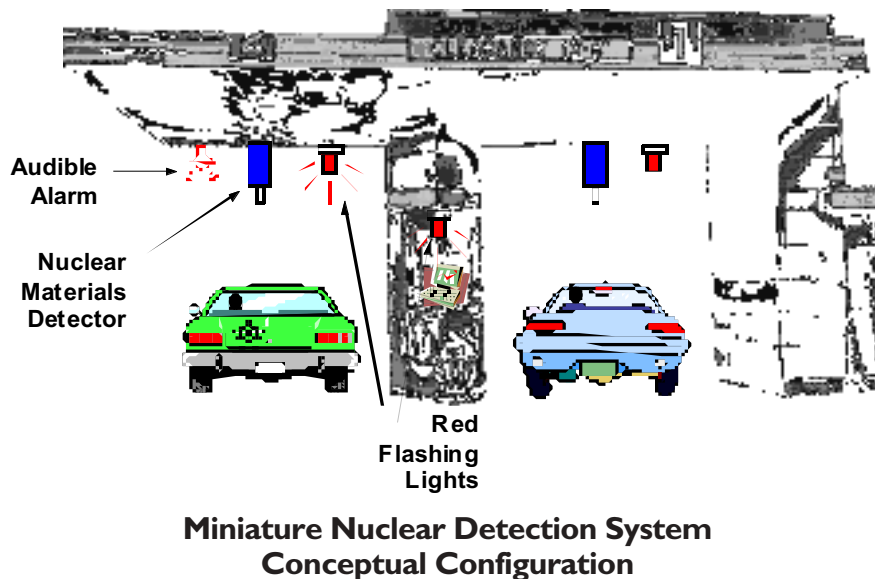 Audible
Alarm
Nuclear
Materials
Detector
Red
Flashing
Lights
Miniature Nuclear Detection System
Conceptual Configuration